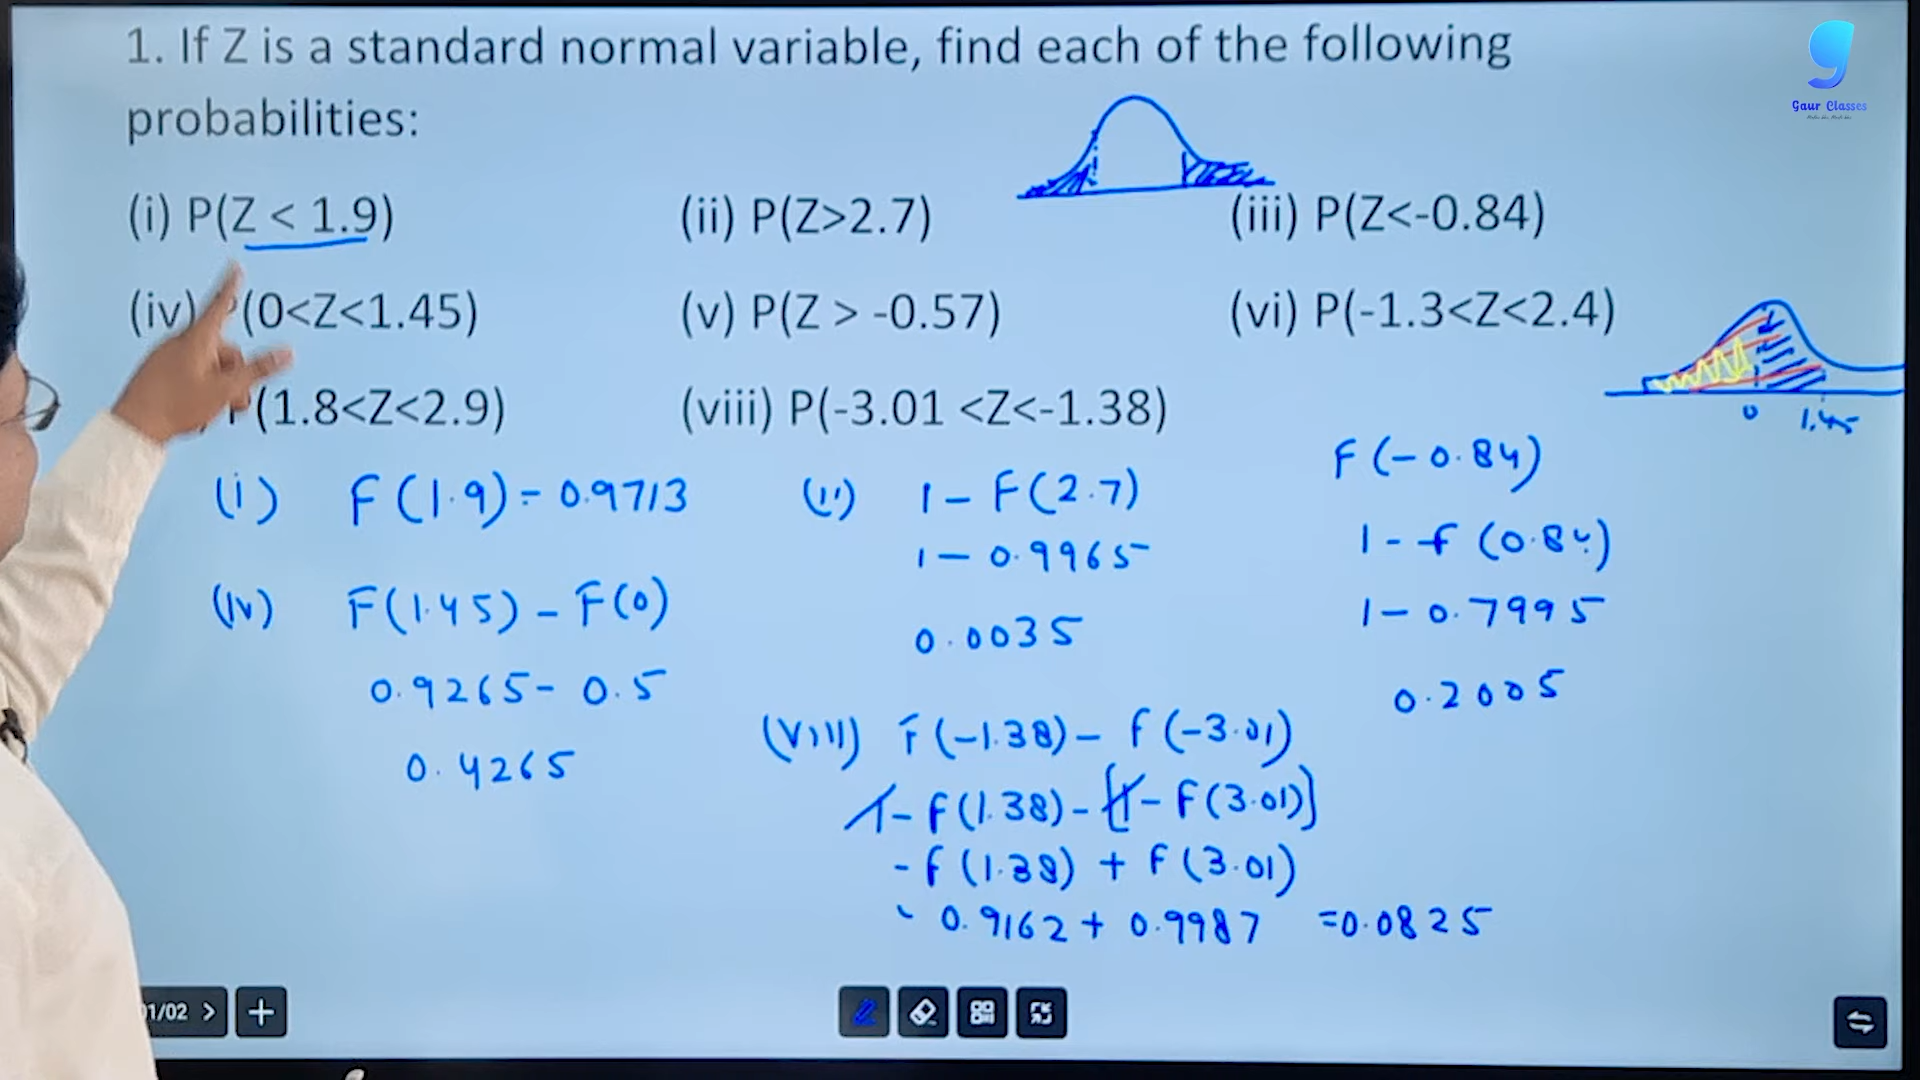 1. If Z is a standard normal variable, find each of the following
probabilities:
Gaur Classes
(i) P(Z < 1.9) (ii) P(Z>2.7) (iii) P(Z<-0.84)
(iv) (0<Z<1.45) (v) P(Z > -0.57) (vi) P(-1.3<Z<2.4)
(1.8<Z<2.9) (viii) P(-3.01 <Z<-1.38)
0 1.45
(i) F(1.9) = 0.9713
(ii) 1 - F(2.7)
1 - 0.9965
0.0035
F(-0.84)
1 - f(0.84)
1 - 0.7995
0.2005
(iv) F(1.45) - F(0)
0.9265 - 0.5
0.4265
(viii) F(-1.38) - f(-3.01)
1 - F(1.38) - [1 - F(3.01)]
- f(1.38) + F(3.01)
- 0.9162 + 0.9987 = 0.0825
01/02 > +